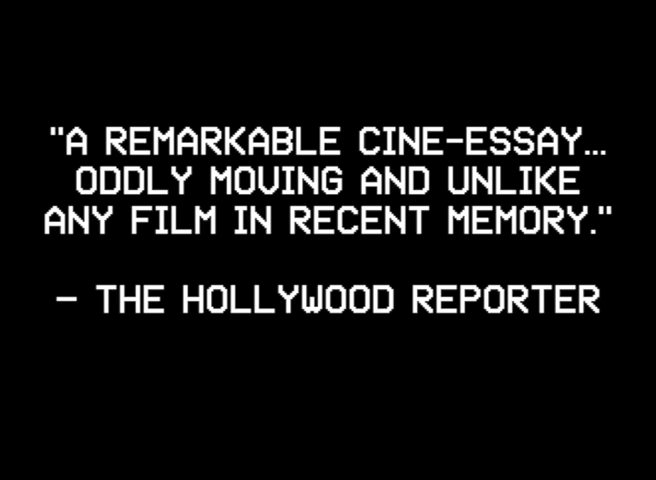 "A REMARKABLE CINE-ESSAY...
ODDLY MOVING AND UNLIKE
ANY FILM IN RECENT MEMORY."
– THE HOLLYWOOD REPORTER